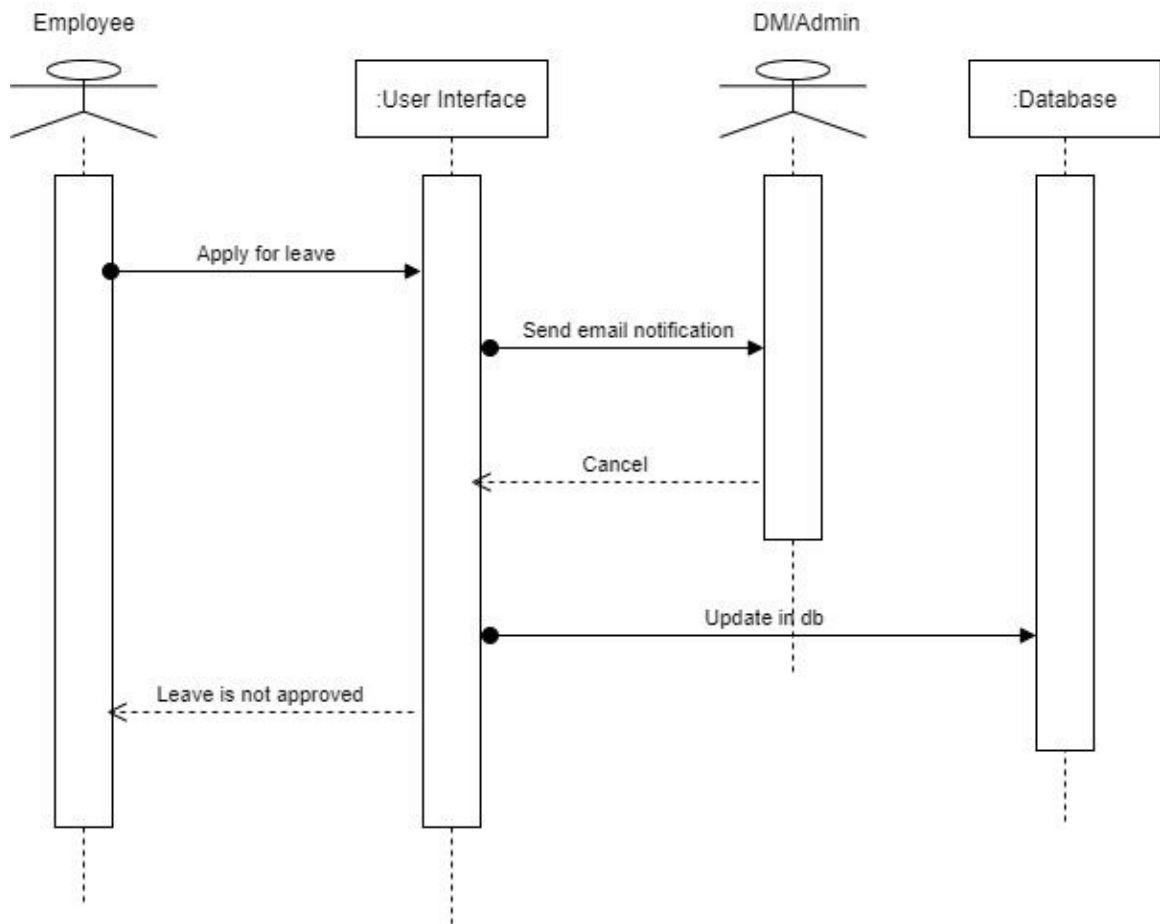 Employee
DM/Admin
:User Interface
:Database
Apply for leave
Send email notification
Cancel
Update in db
Leave is not approved